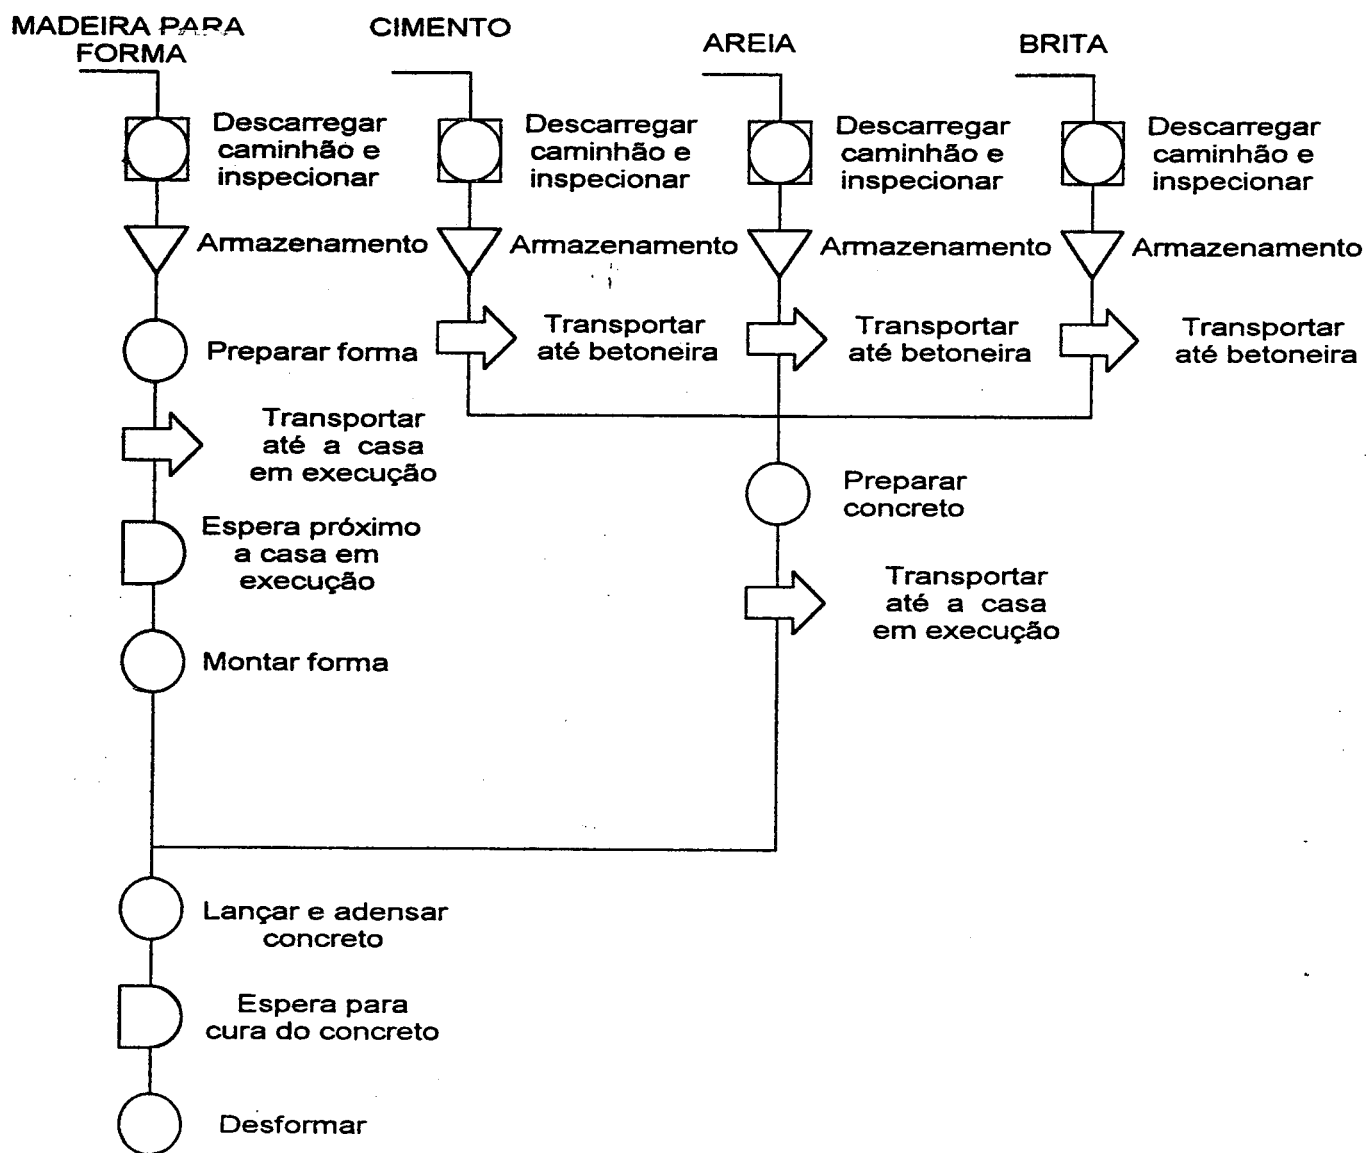 MADEIRA PARA
FORMA
CIMENTO
AREIA
BRITA
Descarregar
caminhão e
inspecionar
Descarregar
caminhão e
inspecionar
Descarregar
caminhão e
inspecionar
Descarregar
caminhão e
inspecionar
Armazenamento
Armazenamento
Armazenamento
Armazenamento
Preparar forma
Transportar
até betoneira
Transportar
até betoneira
Transportar
até betoneira
Transportar
até a casa
em execução
Preparar
concreto
Espera próximo
a casa em
execução
Transportar
até a casa
em execução
Montar forma
Lançar e adensar
concreto
Espera para
cura do concreto
Desformar